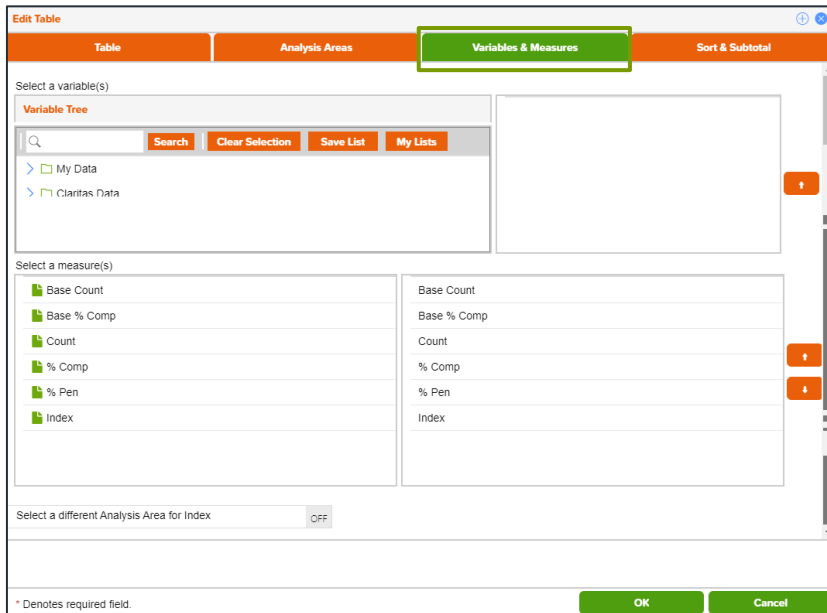 Edit Table
Table Analysis Areas Variables & Measures Sort & Subtotal
Select a variable(s)
Variable Tree
Search Clear Selection Save List My Lists
My Data
Claritas Data
Select a measure(s)
Base Count Base Count
Base % Comp Base % Comp
Count Count
% Comp % Comp
% Pen % Pen
Index Index
Select a different Analysis Area for Index OFF
* Denotes required field. OK Cancel